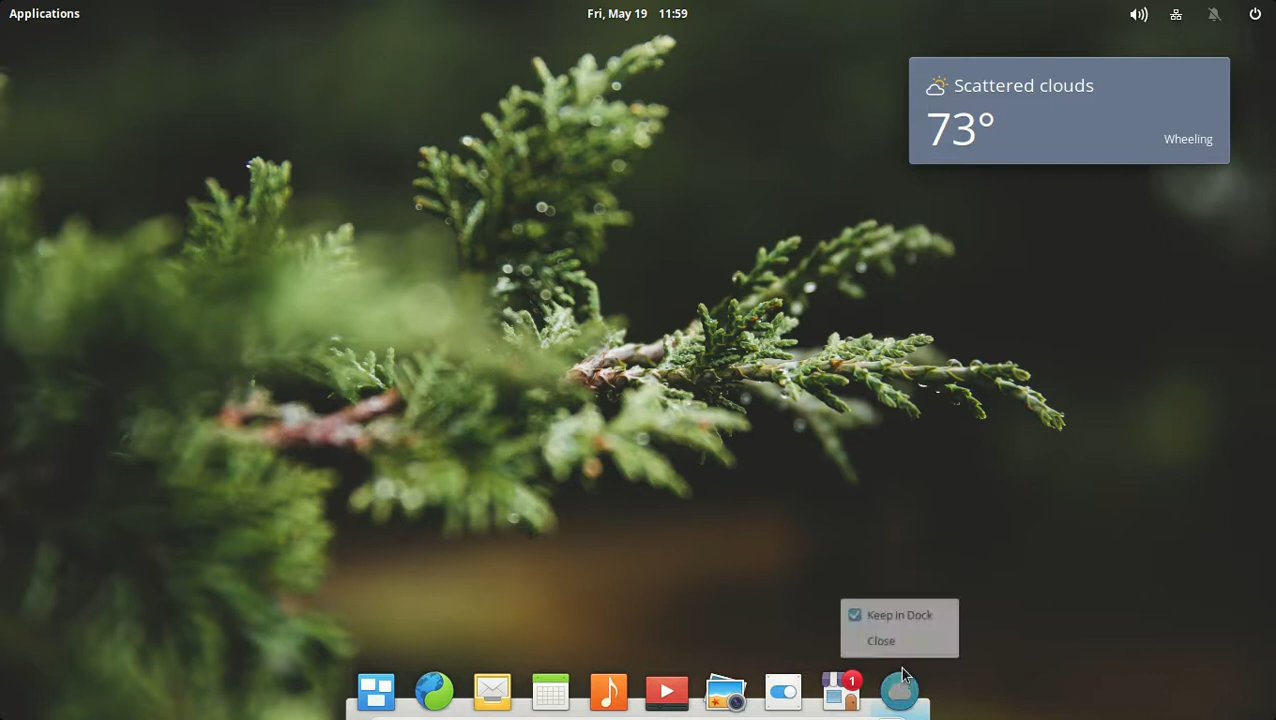 Applications
Fri, May 19 11:59
Scattered clouds
73°
Wheeling
Keep in Dock
Close
1